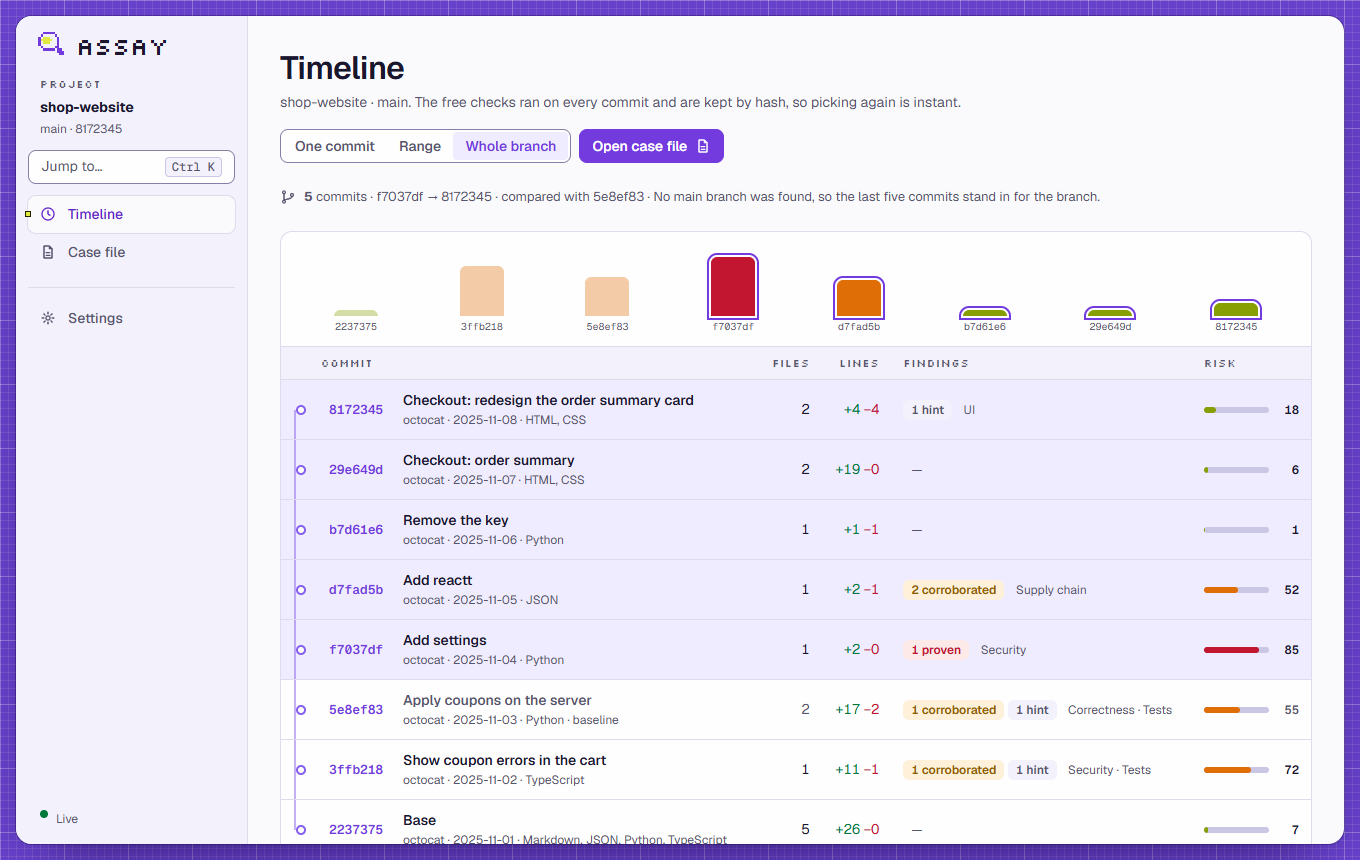 ASSAY
PROJECT
shop-website
main · 8172345
Jump to… Ctrl K
Timeline
Case file
Settings
Live
Timeline
shop-website · main. The free checks ran on every commit and are kept by hash, so picking again is instant.
One commit Range Whole branch Open case file
5 commits · f7037df → 8172345 · compared with 5e8ef83 · No main branch was found, so the last five commits stand in for the branch.
2237375 3ffb218 5e8ef83 f7037df d7fad5b b7d61e6 29e649d 8172345
COMMIT FILES LINES FINDINGS RISK
8172345 Checkout: redesign the order summary card 2 +4 −4 1 hint UI 18
octocat · 2025-11-08 · HTML, CSS
29e649d Checkout: order summary 2 +19 −0 — 6
octocat · 2025-11-07 · HTML, CSS
b7d61e6 Remove the key 1 +1 −1 — 1
octocat · 2025-11-06 · Python
d7fad5b Add reactt 1 +2 −1 2 corroborated Supply chain 52
octocat · 2025-11-05 · JSON
f7037df Add settings 1 +2 −0 1 proven Security 85
octocat · 2025-11-04 · Python
5e8ef83 Apply coupons on the server 2 +17 −2 1 corroborated 1 hint Correctness · Tests 55
octocat · 2025-11-03 · Python · baseline
3ffb218 Show coupon errors in the cart 1 +11 −1 1 corroborated 1 hint Security · Tests 72
octocat · 2025-11-02 · TypeScript
2237375 Base 5 +26 −0 — 7
octocat · 2025-11-01 · Markdown, JSON, Python, TypeScript